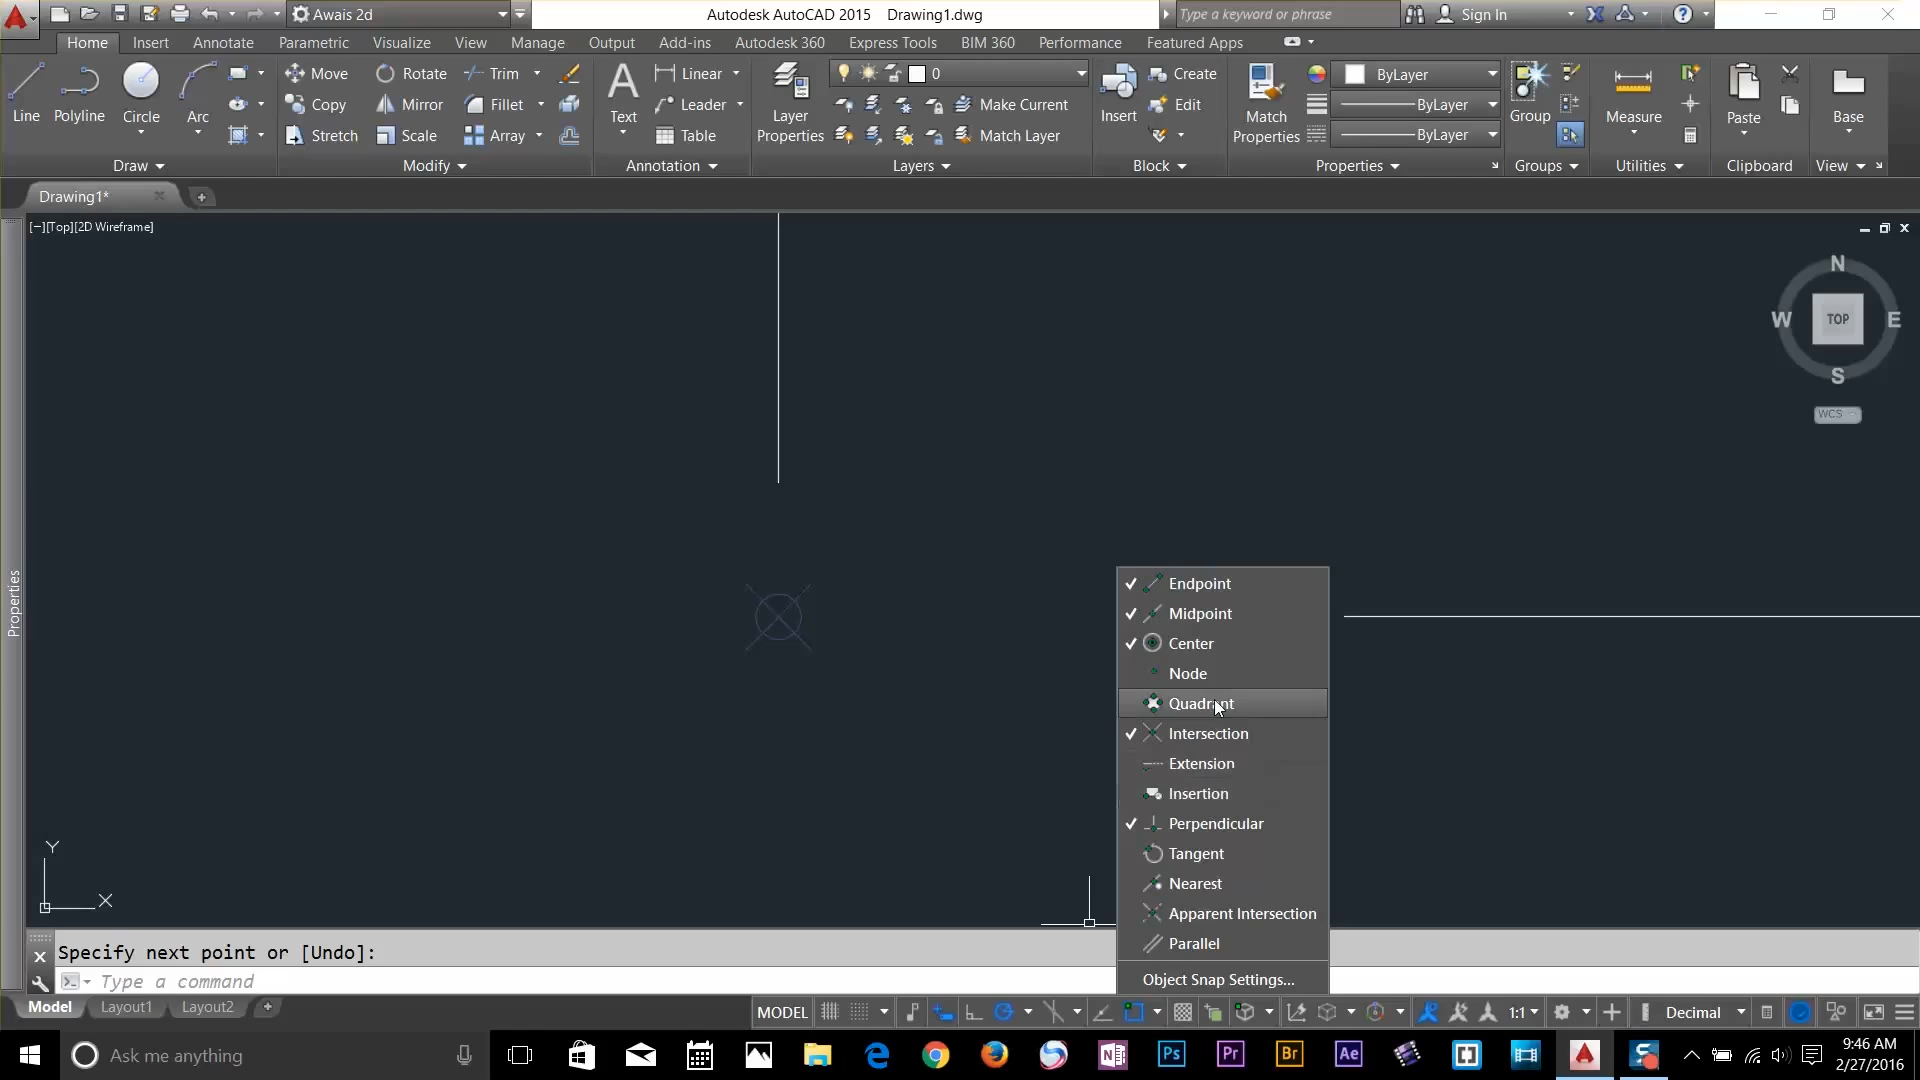 Awais 2d
Autodesk AutoCAD 2015 Drawing1.dwg
Type a keyword or phrase
Sign In
Home Insert Annotate Parametric Visualize View Manage Output Add-ins Autodesk 360 Express Tools BIM 360 Performance Featured Apps
Line Polyline Circle Arc
Draw
Move Rotate Trim
Copy Mirror Fillet
Stretch Scale Array
Modify
Text Linear
Leader
Table
Annotation
Layer
Properties
0
Make Current
Match Layer
Layers
Insert Create
Edit
Block
Match
Properties
ByLayer
ByLayer
ByLayer
Properties
Group
Groups
Measure
Utilities
Paste
Clipboard
Base
View
Drawing1*
[−][Top][2D Wireframe]
N
W TOP E
S
WCS
Properties
Endpoint
Midpoint
Center
Node
Quadrant
Intersection
Extension
Insertion
Perpendicular
Tangent
Nearest
Apparent Intersection
Parallel
Object Snap Settings...
Y
X
Specify next point or [Undo]:
Type a command
Model Layout1 Layout2
MODEL 1:1 Decimal
Ask me anything
N Ps Pr Br Ae
9:46 AM
2/27/2016